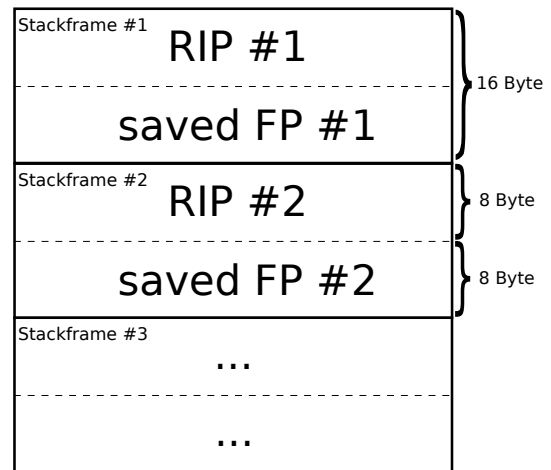 Stackframe #1
RIP #1
16 Byte
saved FP #1
Stackframe #2
RIP #2
8 Byte
saved FP #2
8 Byte
Stackframe #3
...
...